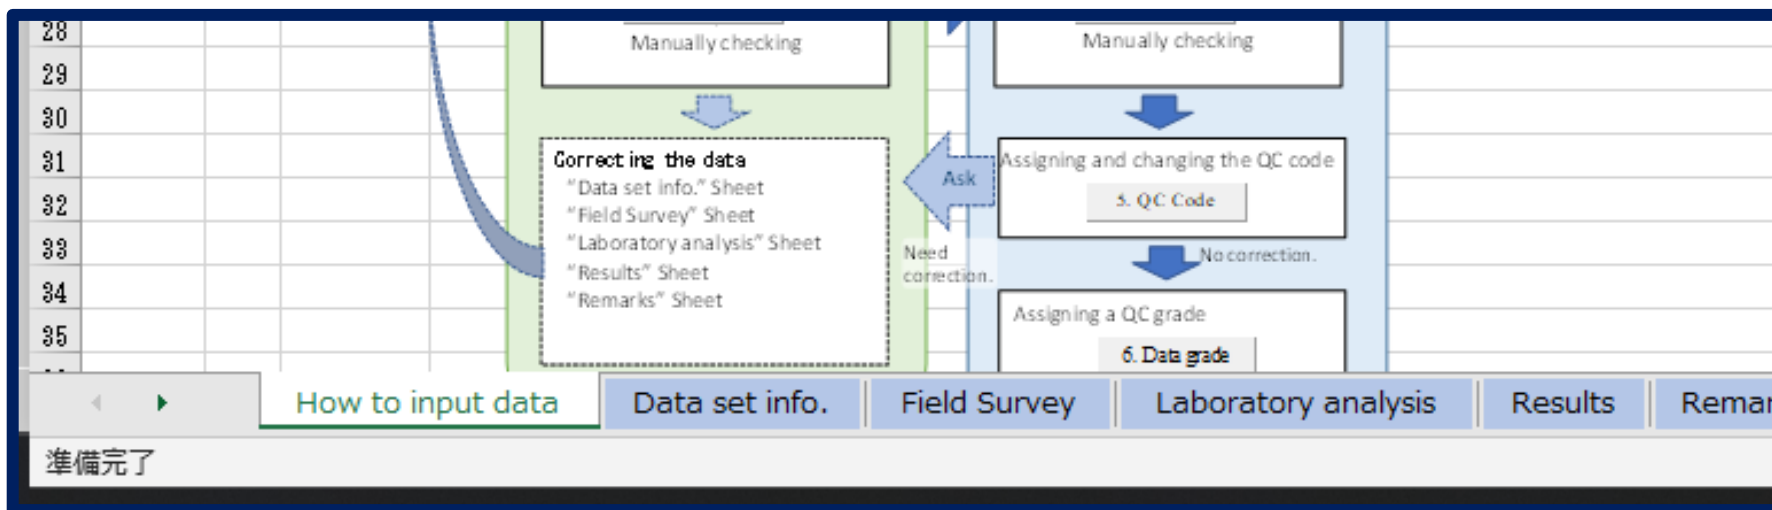 28
29
30
31
32
33
34
35
Manually checking
Correcting the data
"Data set info." Sheet
"Field Survey" Sheet
"Laboratory analysis" Sheet
"Results" Sheet
"Remarks" Sheet
Manually checking
Assigning and changing the QC code
5. QC Code
Ask
Need
correction.
No correction.
Assigning a QC grade
6. Data grade
How to input data
Data set info.
Field Survey
Laboratory analysis
Results
Remar
準備完了